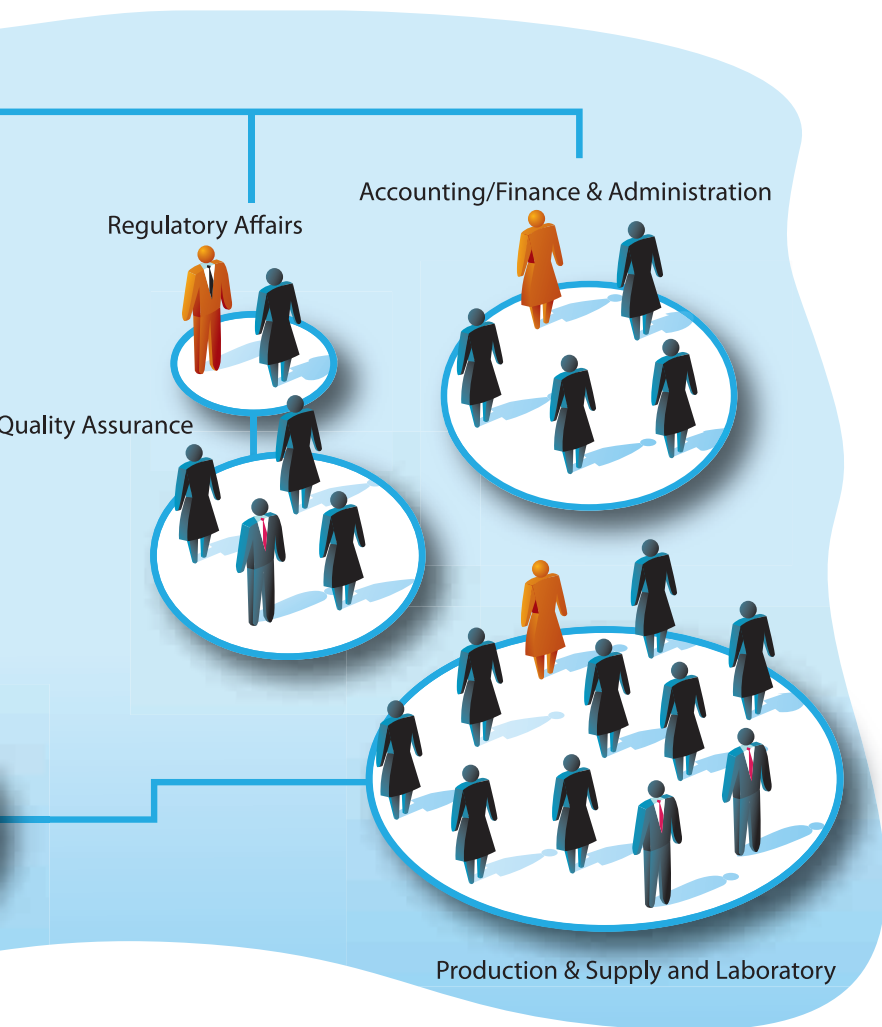 Accounting/Finance & Administration
Regulatory Affairs
Quality Assurance
Production & Supply and Laboratory